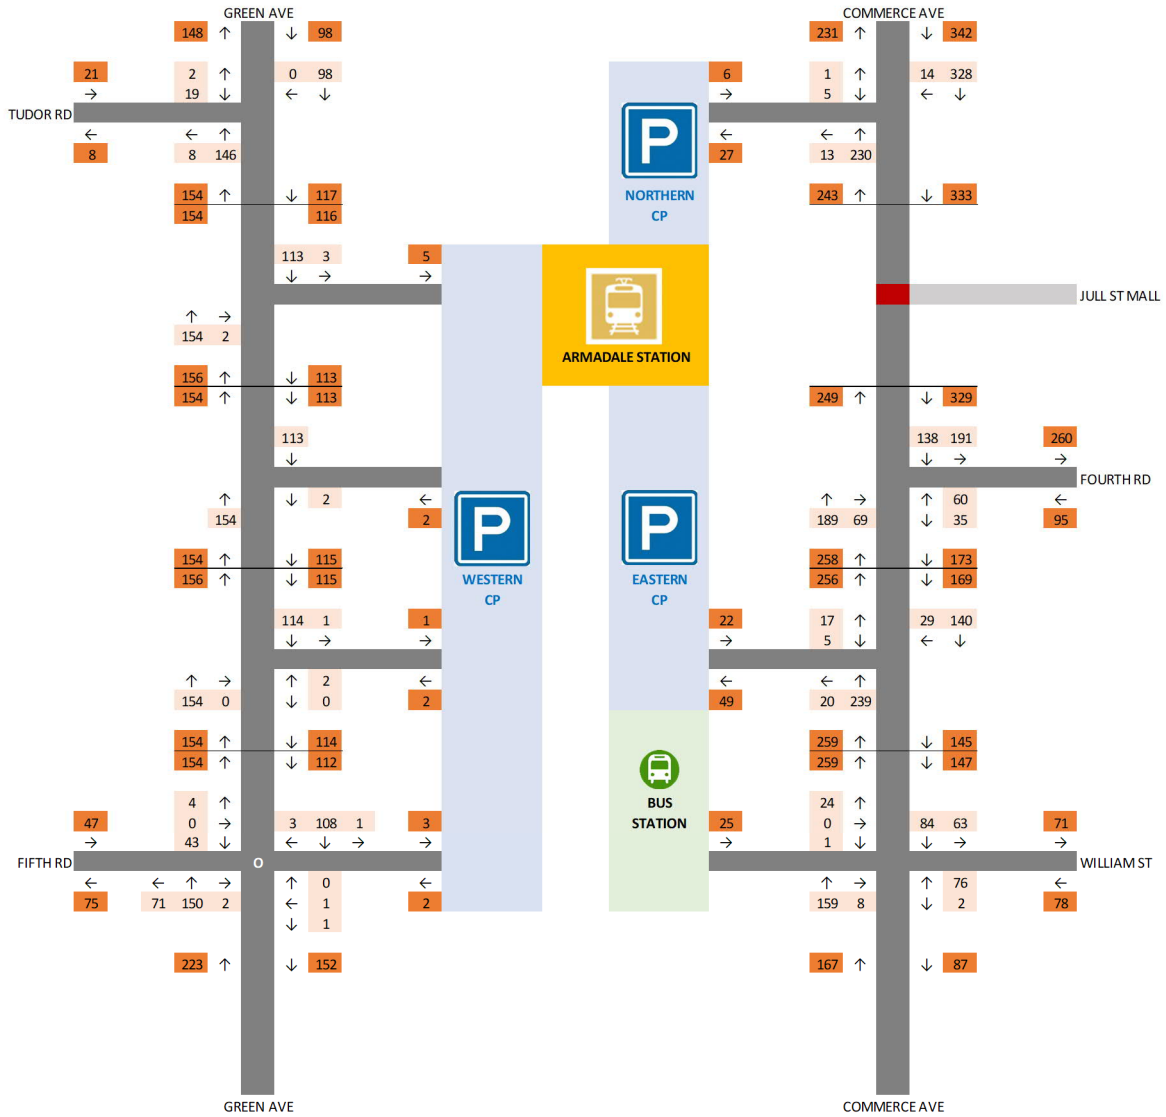 GREEN AVE COMMERCE AVE
148 ↑ ↓ 98 231 ↑ ↓ 342
21 2 ↑ 0 98 6 1 ↑ 14 328
→ 19 ↓ ← ↓ → 5 ↓ ← ↓
TUDOR RD
← ← ↑ ← ← ↑
8 8 146 27 13 230
P
154 ↑ ↓ 117 NORTHERN 243 ↑ ↓ 333
154 116 CP
113 3 5
↓ → →
JULL ST MALL
↑ →
154 2
ARMADALE STATION
156 ↑ ↓ 113
154 ↑ ↓ 113 249 ↑ ↓ 329
113 138 191 260
↓ ↓ → →
FOURTH RD
↑ ↓ 2 ← ↑ → ↑ 60 ←
154 2 189 69 ↓ 35 95
P P
154 ↑ ↓ 115 258 ↑ ↓ 173
156 ↑ ↓ 115 WESTERN EASTERN 256 ↑ ↓ 169
CP CP
114 1 1 22 17 ↑ 29 140
↓ → → → 5 ↓ ← ↓
↑ → ↑ 2 ← ← ← ↑
154 0 ↓ 0 2 49 20 239
154 ↑ ↓ 114 259 ↑ ↓ 145
154 ↑ ↓ 112 259 ↑ ↓ 147
4 ↑ BUS 24 ↑
47 0 → 3 108 1 3 STATION 25 0 → 84 63 71
→ 43 ↓ ← ↓ → → → 1 ↓ ↓ → →
FIFTH RD O WILLIAM ST
← ← ↑ → ↑ 0 ← ↑ → ↑ 76 ←
75 71 150 2 ← 1 2 159 8 ↓ 2 78
↓ 1
223 ↑ ↓ 152 167 ↑ ↓ 87
GREEN AVE COMMERCE AVE